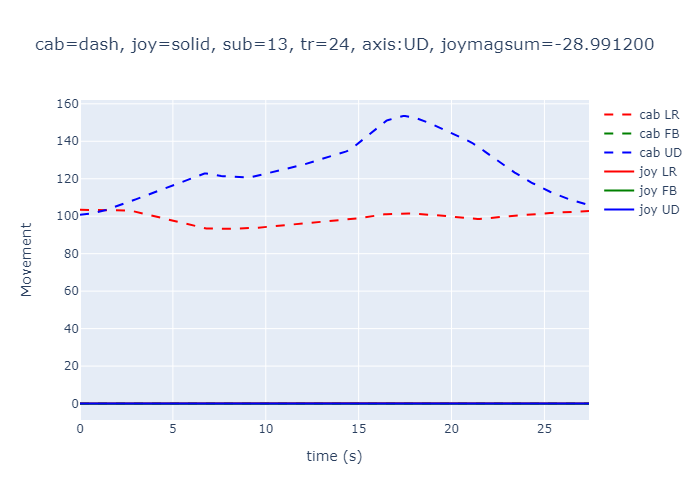 cab=dash, joy=solid, sub=13, tr=24, axis:UD, joymagsum=-28.991200
160
140
120
100
80
60
40
20
0
Movement
0 5 10 15 20 25
time (s)
cab LR
cab FB
cab UD
joy LR
joy FB
joy UD